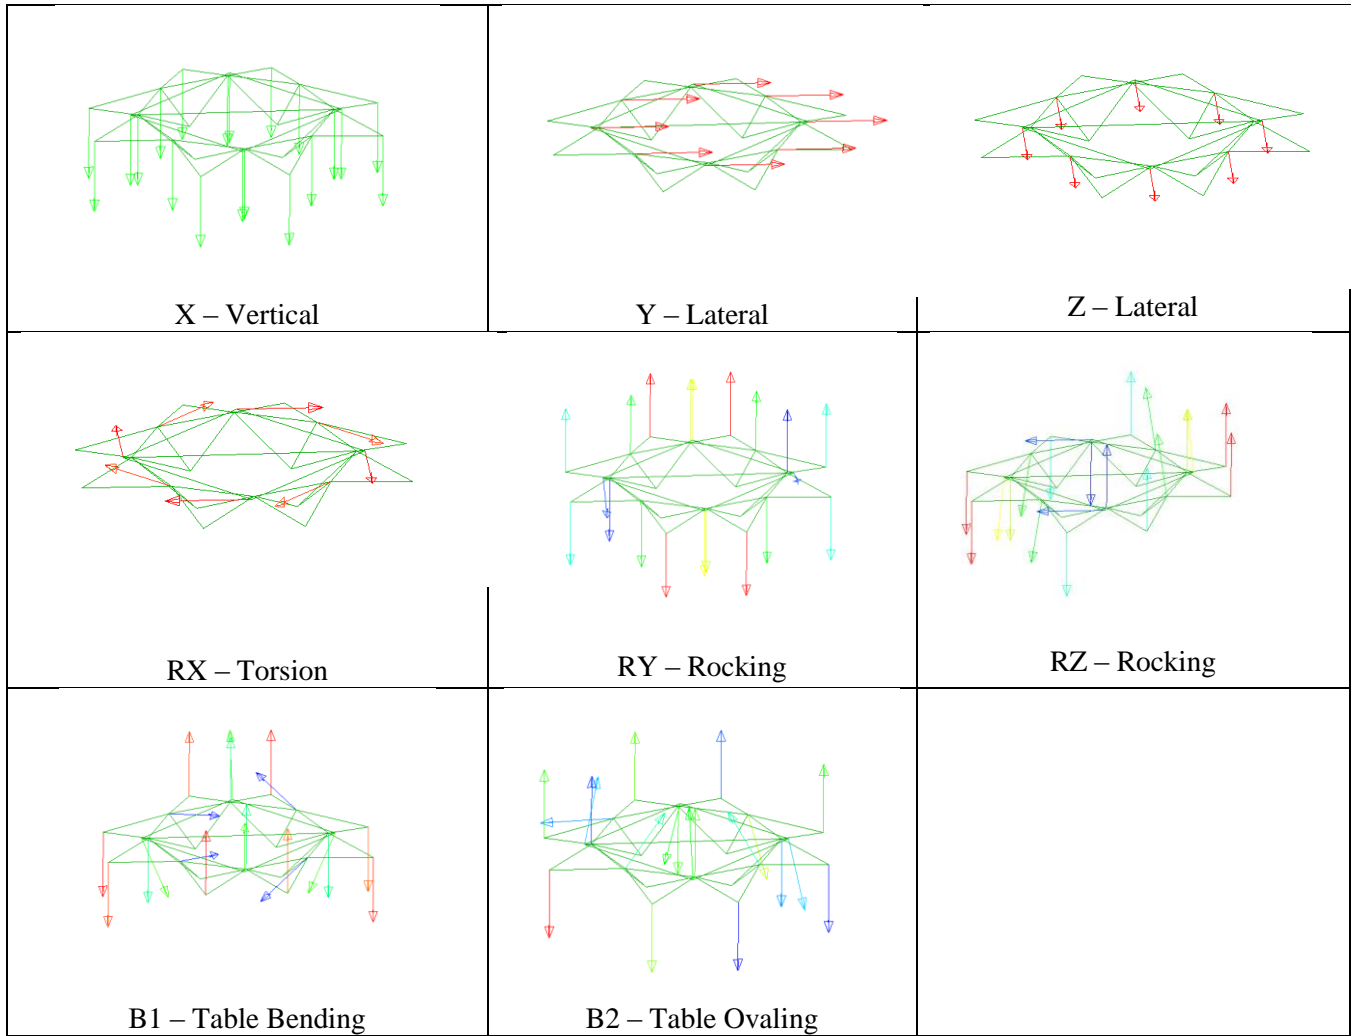 X – Vertical
Y – Lateral
Z – Lateral
RX – Torsion
RY – Rocking
RZ – Rocking
B1 – Table Bending
B2 – Table Ovaling